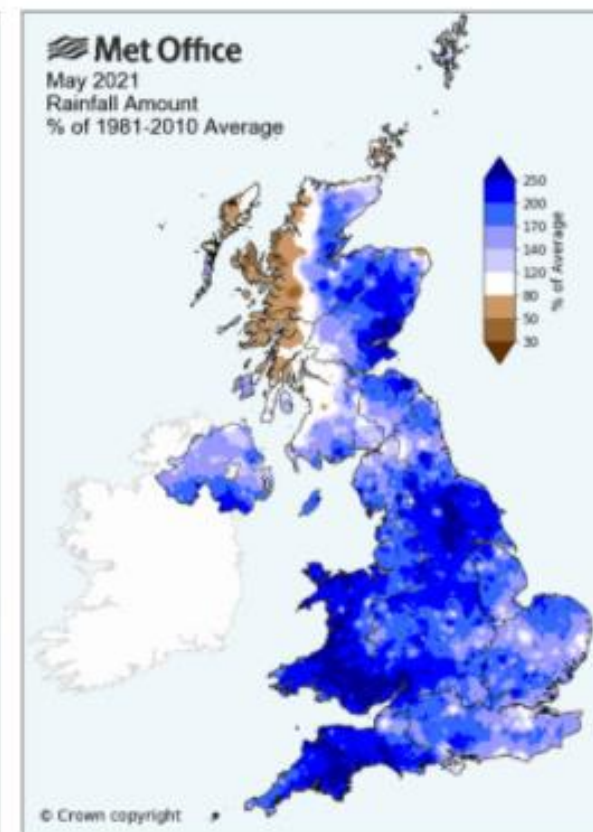 Met Office
May 2021
Rainfall Amount
% of 1981-2010 Average
250
200
170
140
120
80
50
30
% of Average
© Crown copyright